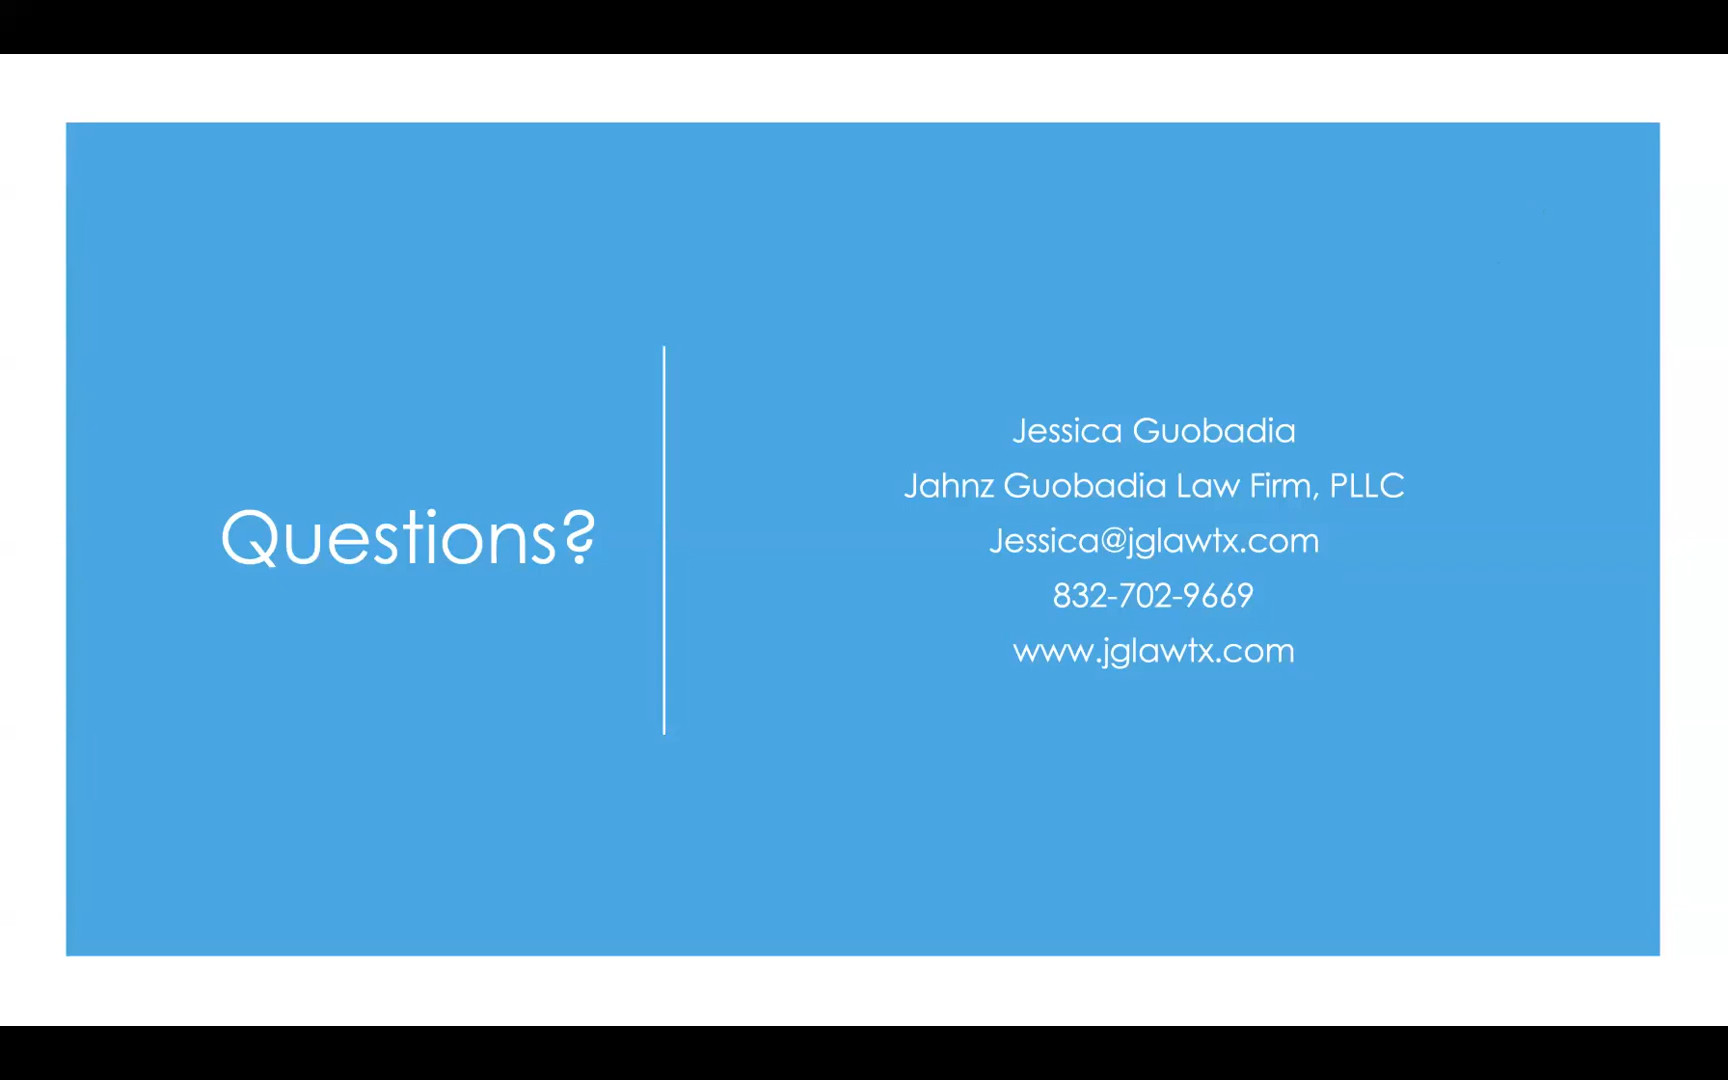 Questions?
Jessica Guobadia
Jahnz Guobadia Law Firm, PLLC
Jessica@jglawtx.com
832-702-9669
www.jglawtx.com